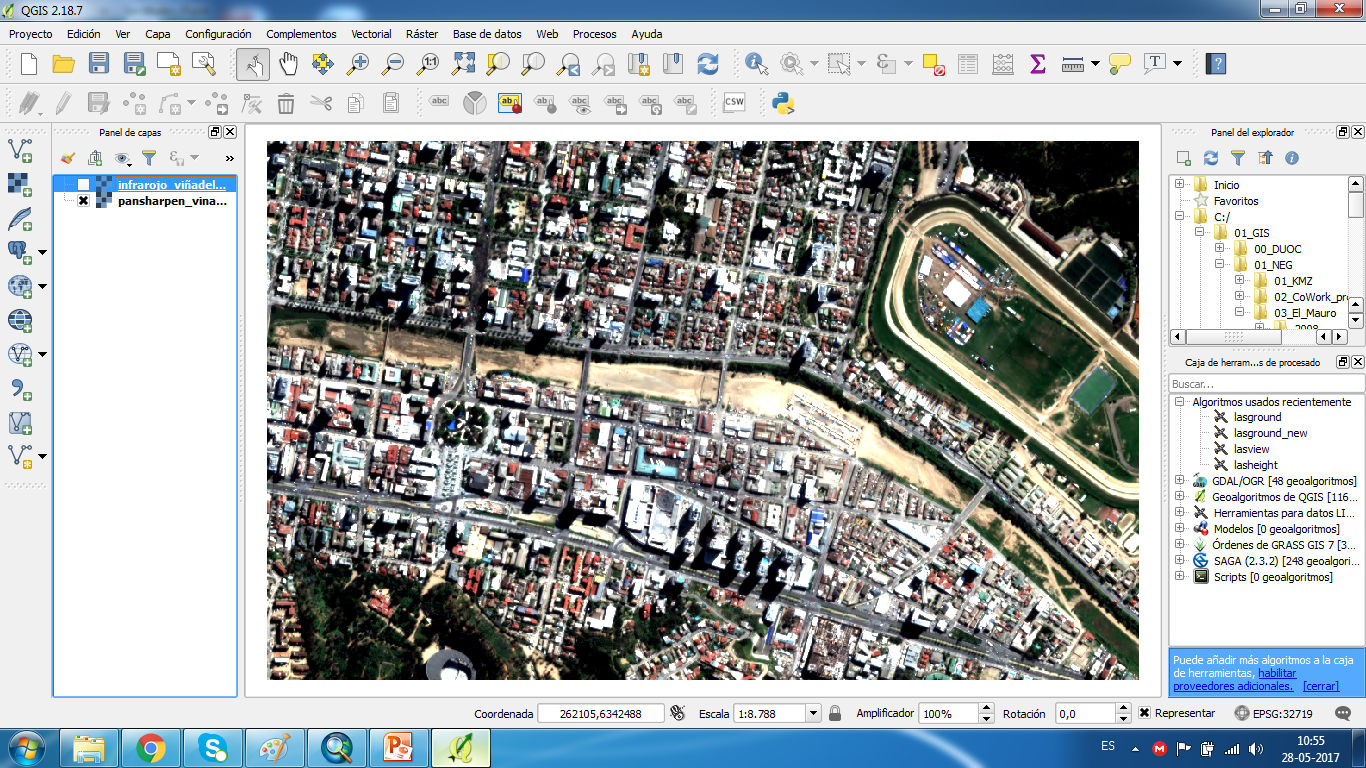 QGIS 2.18.7
Proyecto Edición Ver Capa Configuración Complementos Vectorial Ráster Base de datos Web Procesos Ayuda
1:1
abc abc CSW
Panel de capas
»
infrarojo_viñadel...
pansharpen_vina...
Panel del explorador
Inicio
Favoritos
C:/
01_GIS
00_DUOC
01_NEG
01_KMZ
02_CoWork_pr
03_El_Mauro
2008
Caja de herram...s de procesado
Buscar...
Algoritmos usados recientemente
lasground
lasground_new
lasview
lasheight
GDAL/OGR [48 geoalgoritmos]
Geoalgoritmos de QGIS [116...
Herramientas para datos LI...
Modelos [0 geoalgoritmos]
Órdenes de GRASS GIS 7 [3...
SAGA (2.3.2) [248 geoalgori...
Scripts [0 geoalgoritmos]
Puede añadir más algoritmos a la caja
de herramientas, habilitar
proveedores adicionales. [cerrar]
Coordenada 262105,6342488 Escala 1:8.788 Amplificador 100% Rotación 0,0 Representar EPSG:32719
ES 10:55
28-05-2017